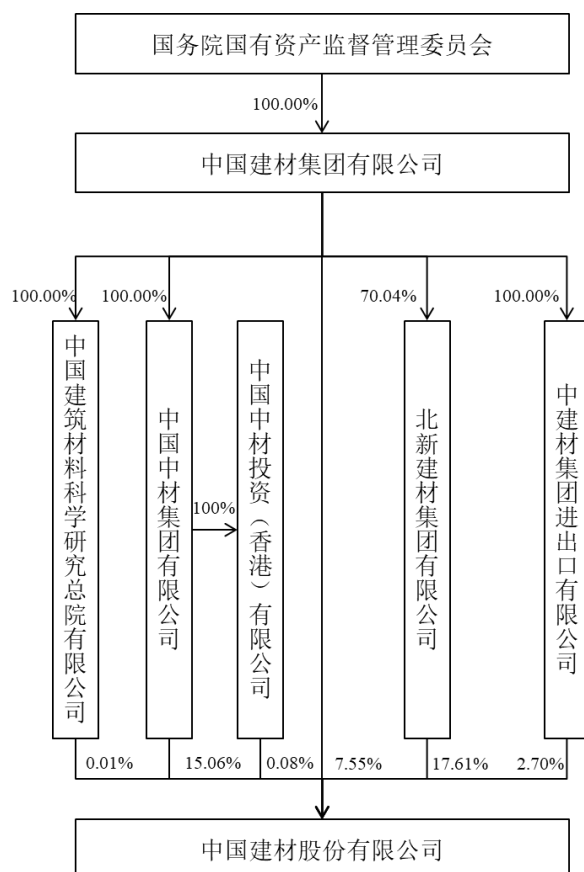 国务院国有资产监督管理委员会
100.00%
中国建材集团有限公司
100.00%
100.00%
70.04%
100.00%
中国建筑材料科学研究总院有限公司
中国中材集团有限公司
100%
中国中材投资（香港）有限公司
北新建材集团有限公司
中建材集团进出口有限公司
0.01%
15.06%
0.08%
7.55%
17.61%
2.70%
中国建材股份有限公司